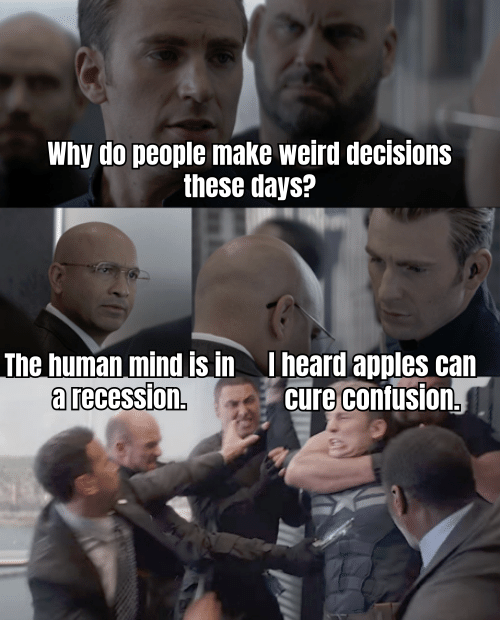 Why do people make weird decisions
these days?
The human mind is in
a recession.
I heard apples can
cure confusion.